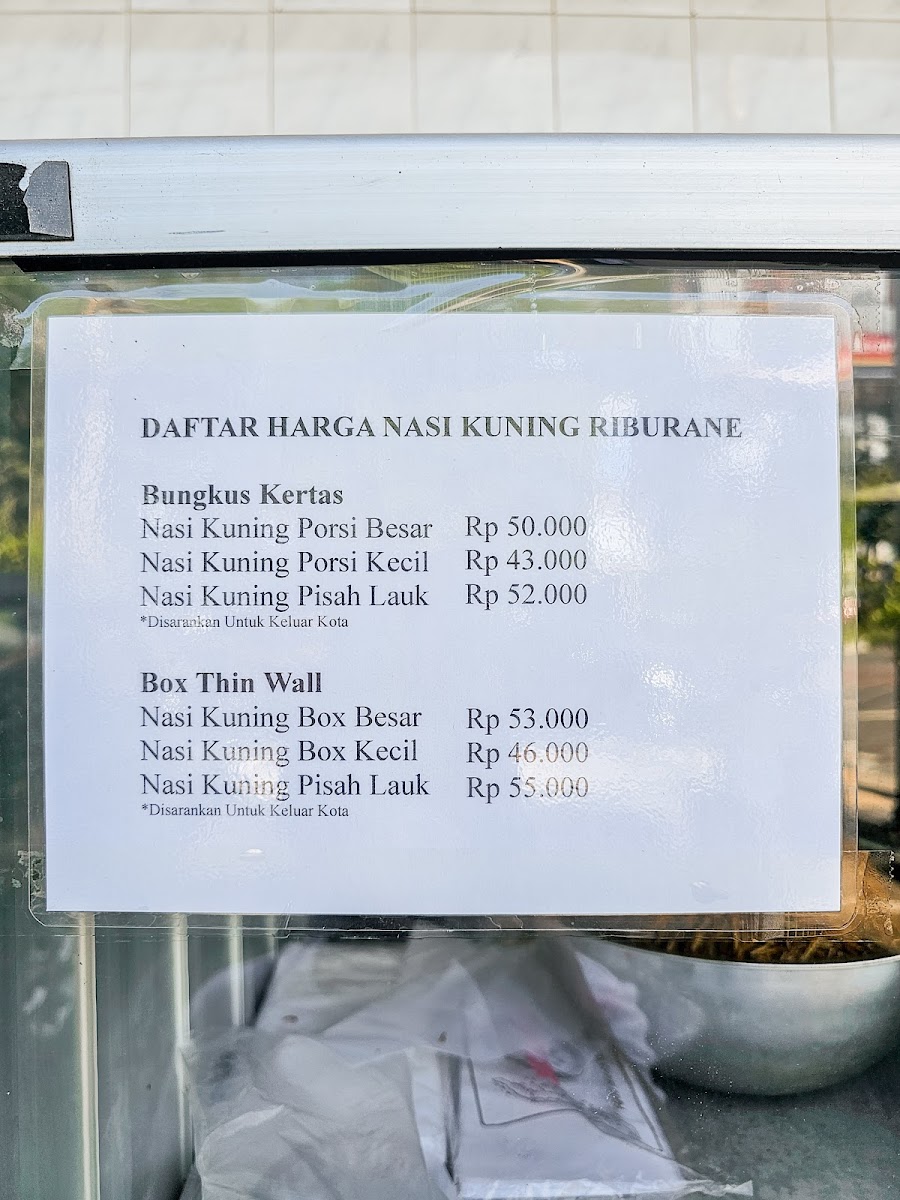 DAFTAR HARGA NASI KUNING RIBURANE
Bungkus Kertas
Nasi Kuning Porsi Besar Rp 50.000
Nasi Kuning Porsi Kecil Rp 43.000
Nasi Kuning Pisah Lauk Rp 52.000
*Disarankan Untuk Keluar Kota
Box Thin Wall
Nasi Kuning Box Besar Rp 53.000
Nasi Kuning Box Kecil Rp 46.000
Nasi Kuning Pisah Lauk Rp 55.000
*Disarankan Untuk Keluar Kota